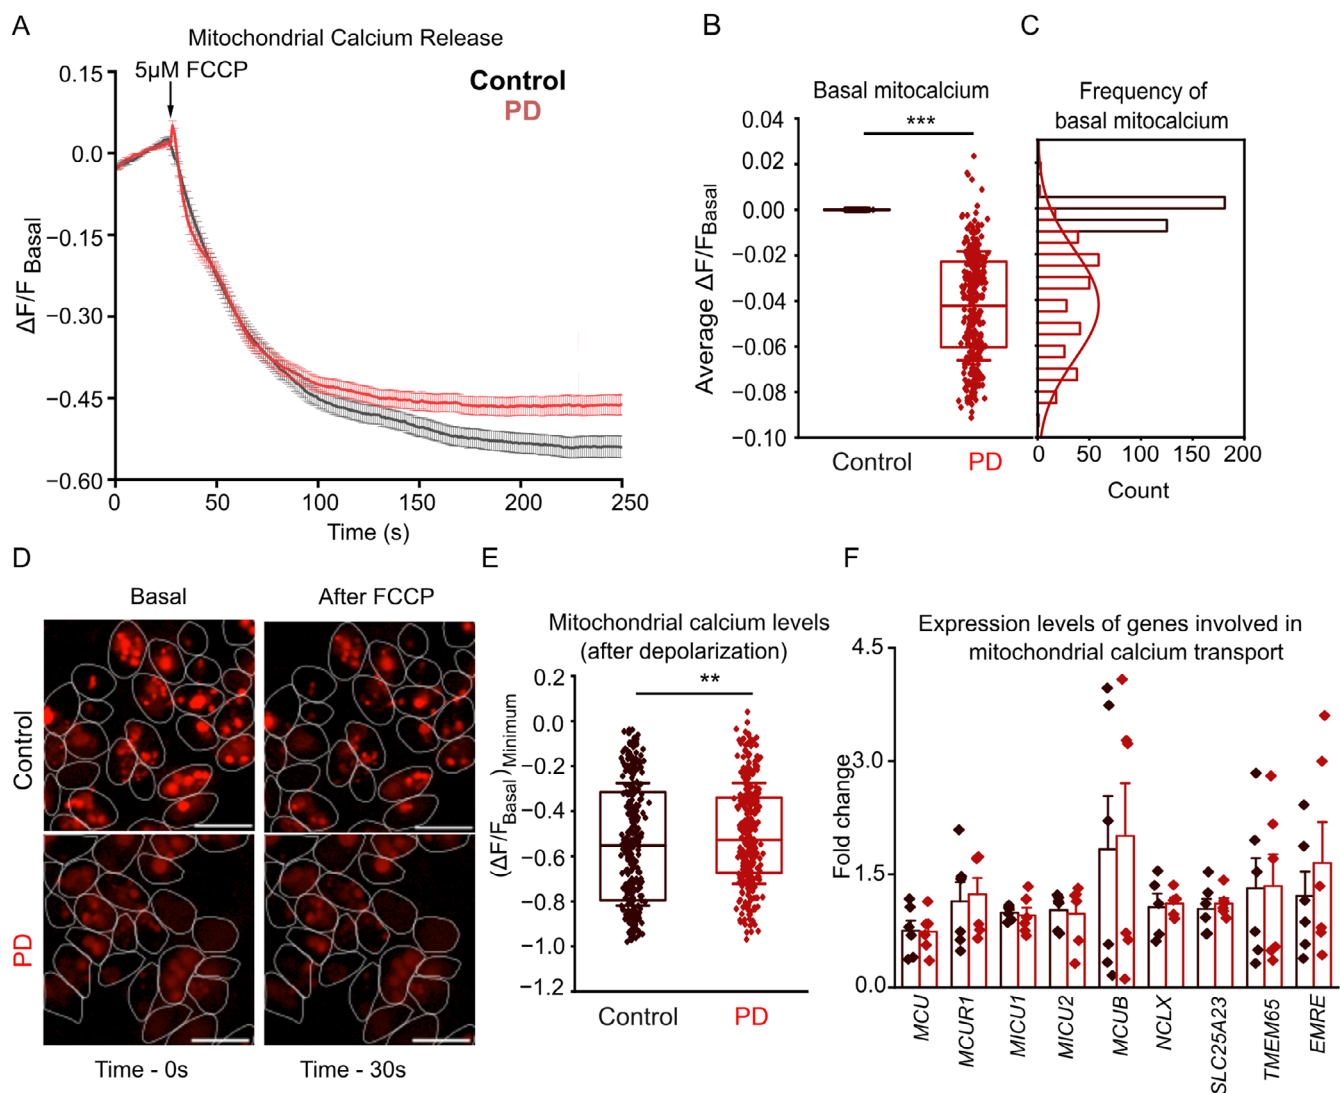 A
Mitochondrial Calcium Release
5µM FCCP
Control
PD
0.15
0.0
−0.15
−0.30
−0.45
−0.60
ΔF/F Basal
0
50
100
150
200
250
Time (s)
B
Basal mitocalcium
***
0.04
0.02
0.00
−0.02
−0.04
−0.06
−0.08
−0.10
Average ΔF/FBasal
Control
PD
C
Frequency of
basal mitocalcium
0
100
200
Count
D
Basal
After FCCP
Control
PD
Time - 0s
Time - 30s
E
Mitochondrial calcium levels
(after depolarization)
**
0.2
0.0
−0.2
−0.4
−0.6
−0.8
−1.0
−1.2
(ΔF/FBasal)Minimum
Control
PD
F
Expression levels of genes involved in
mitochondrial calcium transport
4.5
3.0
1.5
0.0
Fold change
MCU
MCUR1
MICU1
MICU2
MCUB
NCLX
SLC25A23
TMEM65
EMRE